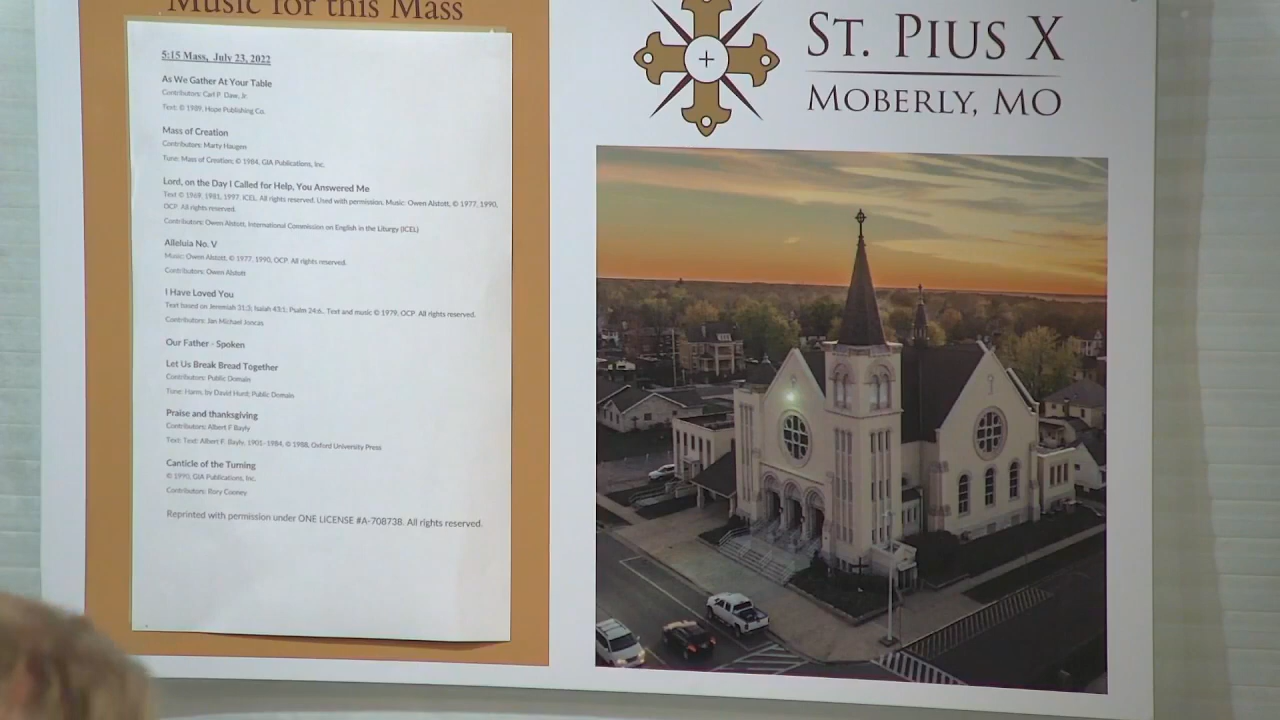 Music for this Mass
5:15 Mass, July 23, 2022
As We Gather At Your Table
Contributors: Carl P. Daw, Jr.
Text: © 1989, Hope Publishing Co.
Mass of Creation
Contributors: Marty Haugen
Tune: Mass of Creation; © 1984, GIA Publications, Inc.
Lord, on the Day I Called for Help, You Answered Me
Text © 1969, 1981, 1997, ICEL. All rights reserved. Used with permission. Music: Owen Alstott, © 1977, 1990,
OCP. All rights reserved.
Contributors: Owen Alstott, International Commission on English in the Liturgy (ICEL)
Alleluia No. V
Music: Owen Alstott, © 1977, 1990, OCP. All rights reserved.
Contributors: Owen Alstott
I Have Loved You
Text based on Jeremiah 31:3; Isaiah 43:1; Psalm 24:6. Text and music © 1979, OCP. All rights reserved.
Contributors: Jan Michael Joncas
Our Father - Spoken
Let Us Break Bread Together
Contributors: Public Domain
Tune: Harm. by David Hurd; Public Domain
Praise and thanksgiving
Contributors: Albert F Bayly
Text: Text: Albert F. Bayly, 1901-1984, © 1988, Oxford University Press
Canticle of the Turning
© 1990, GIA Publications, Inc.
Contributors: Rory Cooney
Reprinted with permission under ONE LICENSE #A-708738. All rights reserved.
ST. PIUS X
MOBERLY, MO